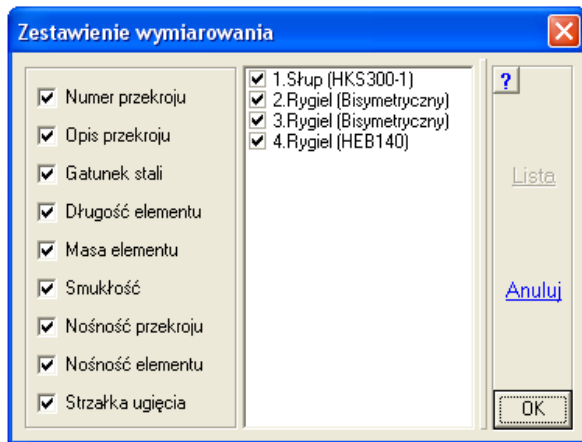 Zestawienie wymiarowania
Numer przekroju
Opis przekroju
Gatunek stali
Długość elementu
Masa elementu
Smukłość
Nośność przekroju
Nośność elementu
Strzałka ugięcia
1.Słup (HKS300-1)
2.Rygiel (Bisymetryczny)
3.Rygiel (Bisymetryczny)
4.Rygiel (HEB140)
?
Lista
Anuluj
OK